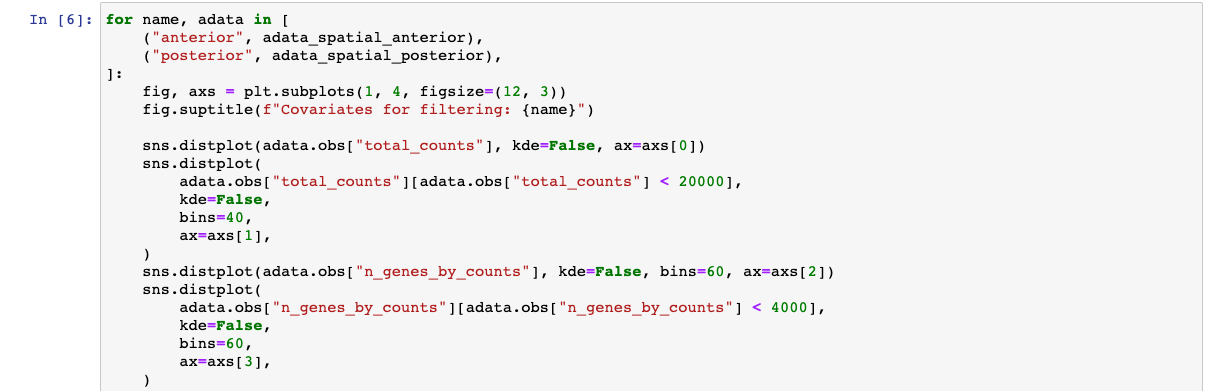 In [6]: for name, adata in [
    ("anterior", adata_spatial_anterior),
    ("posterior", adata_spatial_posterior),
]:
    fig, axs = plt.subplots(1, 4, figsize=(12, 3))
    fig.suptitle(f"Covariates for filtering: {name}")

    sns.distplot(adata.obs["total_counts"], kde=False, ax=axs[0])
    sns.distplot(
        adata.obs["total_counts"][adata.obs["total_counts"] < 20000],
        kde=False,
        bins=40,
        ax=axs[1],
    )
    sns.distplot(adata.obs["n_genes_by_counts"], kde=False, bins=60, ax=axs[2])
    sns.distplot(
        adata.obs["n_genes_by_counts"][adata.obs["n_genes_by_counts"] < 4000],
        kde=False,
        bins=60,
        ax=axs[3],
    )